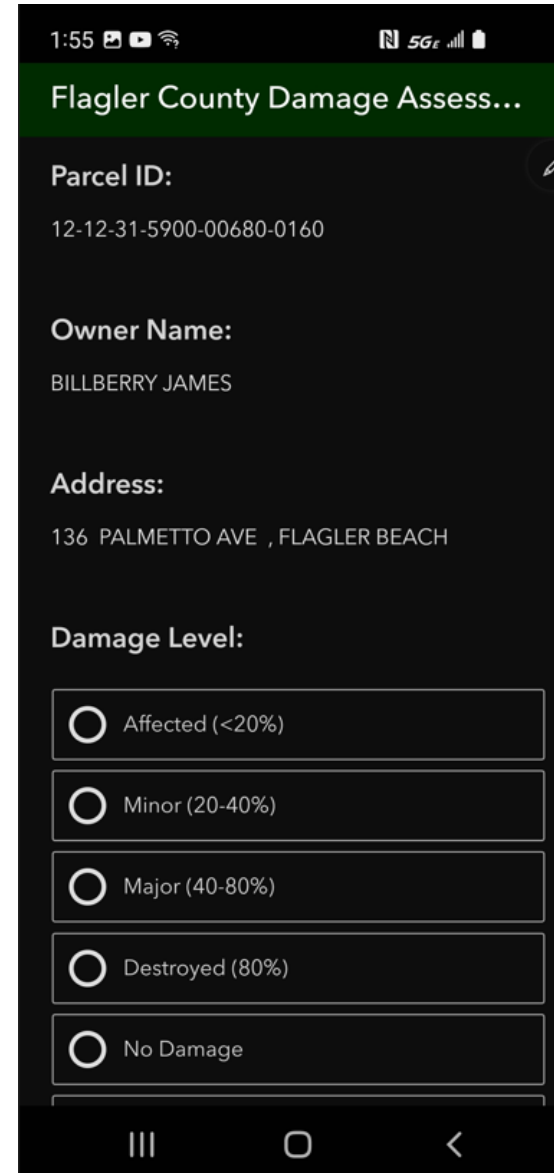 1:55 5GE
Flagler County Damage Assess...
Parcel ID:
12-12-31-5900-00680-0160
Owner Name:
BILLBERRY JAMES
Address:
136 PALMETTO AVE , FLAGLER BEACH
Damage Level:
Affected (<20%)
Minor (20-40%)
Major (40-80%)
Destroyed (80%)
No Damage